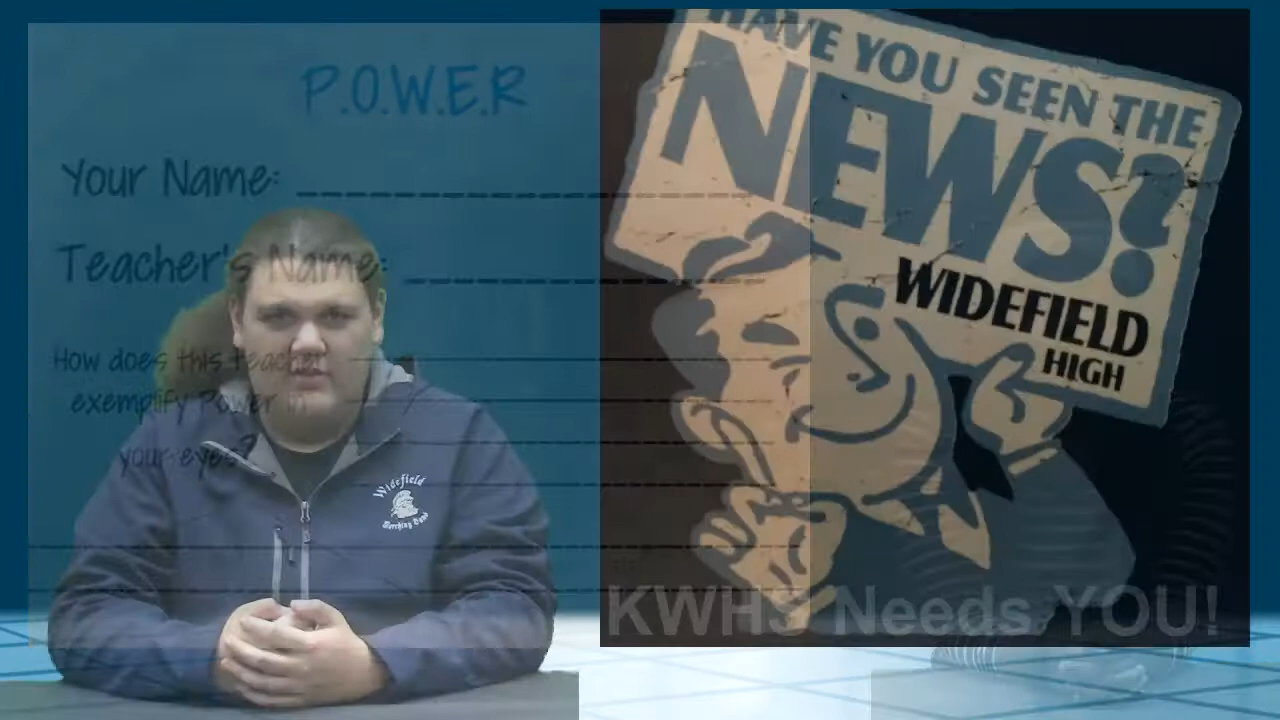 P.O.W.E.R
Your Name:
Teacher's Name:
How does this teacher
exemplify Power in
your eyes?
Widefield
Marching Band
HAVE YOU SEEN THE
NEWS?
WIDEFIELD
HIGH
KWHS Needs YOU!